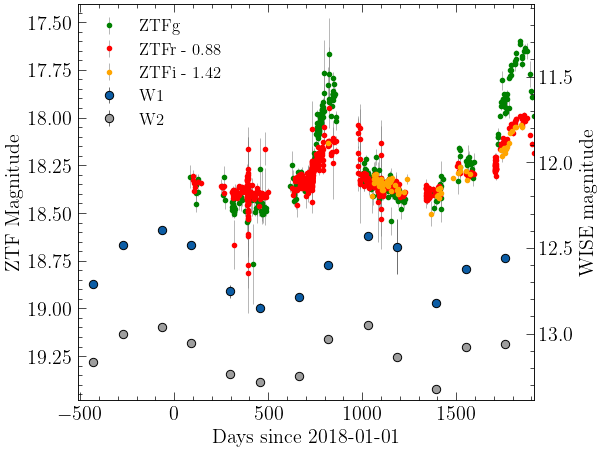 17.50
17.75
18.00
18.25
18.50
18.75
19.00
19.25
ZTF Magnitude
ZTFg
ZTFr - 0.88
ZTFi - 1.42
W1
W2
11.5
12.0
12.5
13.0
WISE magnitude
−500 0 500 1000 1500
Days since 2018-01-01